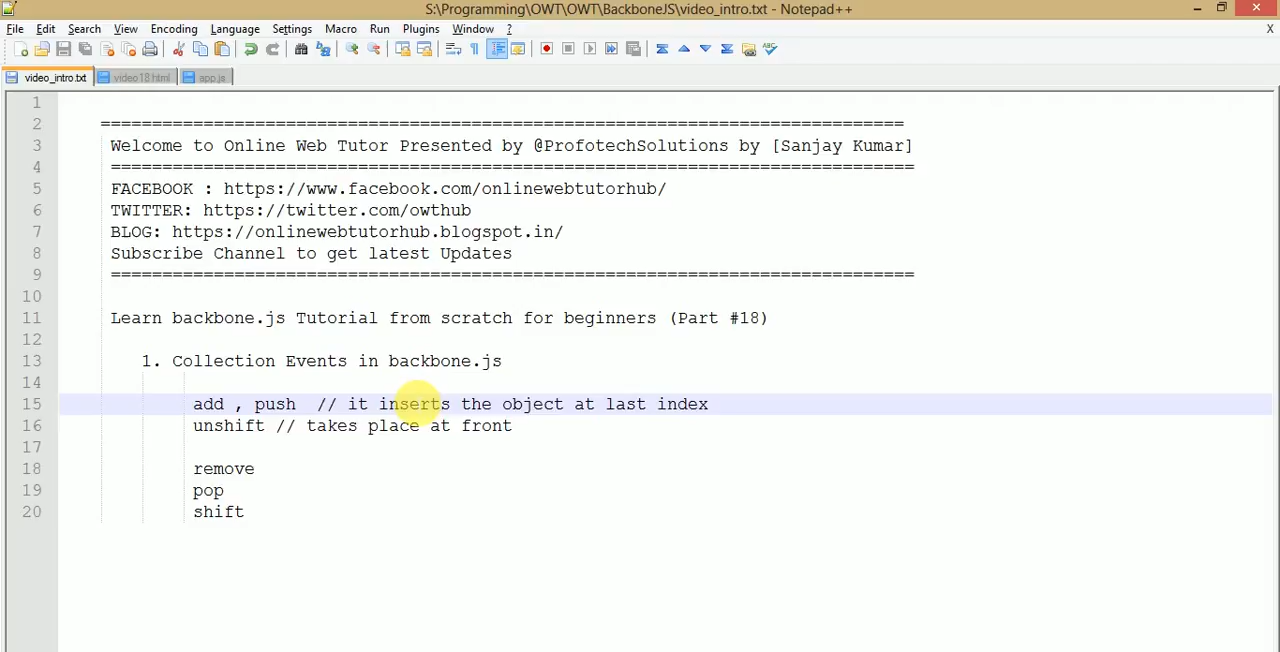 S:\Programming\OWT\OWT\BackboneJS\video_intro.txt - Notepad++
File Edit Search View Encoding Language Settings Macro Run Plugins Window ? X
video_intro.txt video18.html app.js
1
2 ==============================================================================
3 Welcome to Online Web Tutor Presented by @ProfotechSolutions by [Sanjay Kumar]
4 ==============================================================================
5 FACEBOOK : https://www.facebook.com/onlinewebtutorhub/
6 TWITTER: https://twitter.com/owthub
7 BLOG: https://onlinewebtutorhub.blogspot.in/
8 Subscribe Channel to get latest Updates
9 ==============================================================================
10
11 Learn backbone.js Tutorial from scratch for beginners (Part #18)
12
13 1. Collection Events in backbone.js
14
15 add , push // it inserts the object at last index
16 unshift // takes place at front
17
18 remove
19 pop
20 shift